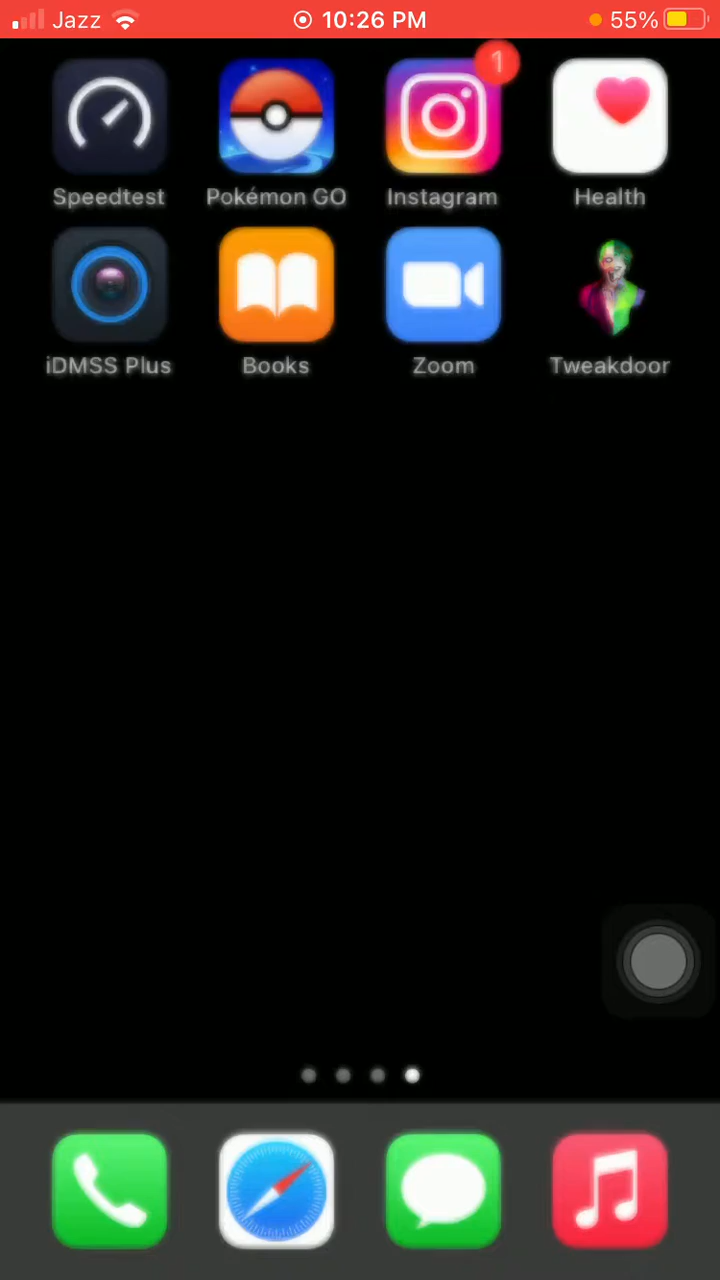 Jazz 10:26 PM 55%
1
Speedtest Pokémon GO Instagram Health
iDMSS Plus Books Zoom Tweakdoor